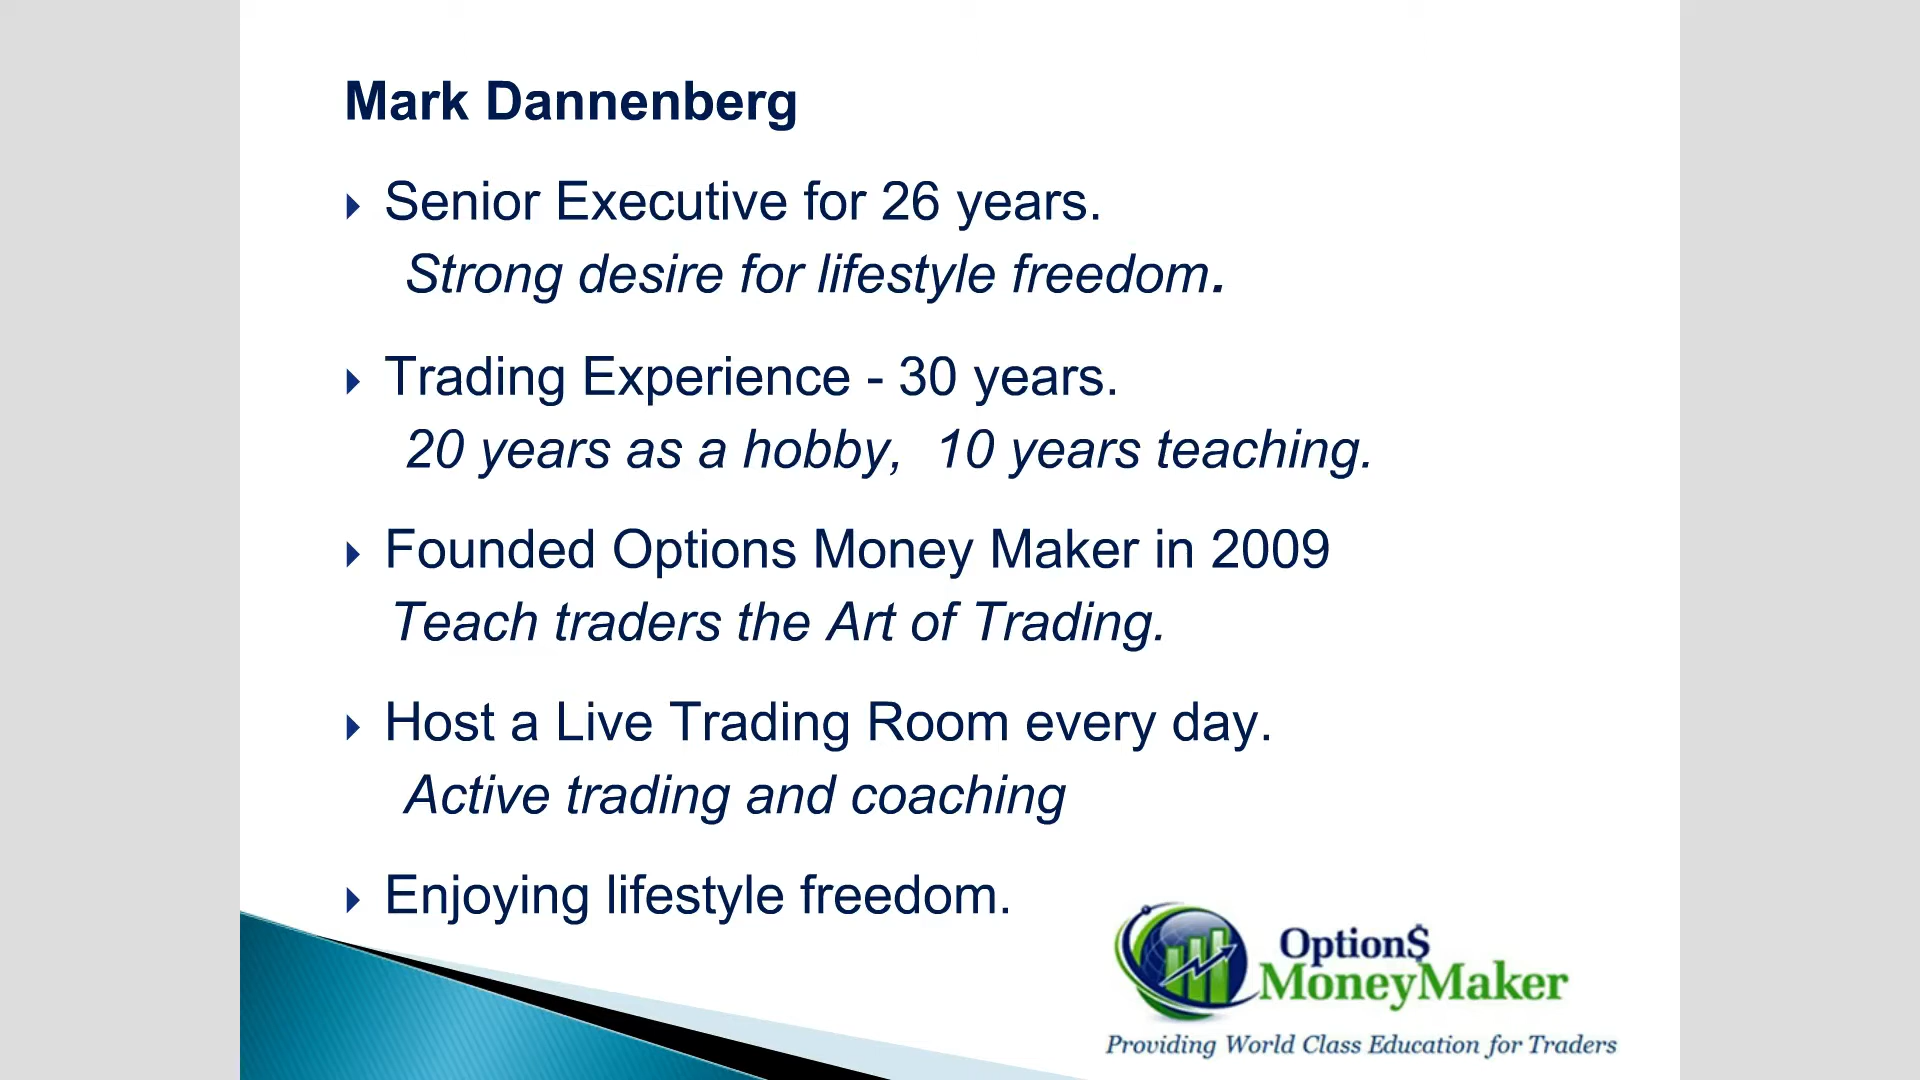 Mark Dannenberg
Senior Executive for 26 years.
Strong desire for lifestyle freedom.
Trading Experience - 30 years.
20 years as a hobby, 10 years teaching.
Founded Options Money Maker in 2009
Teach traders the Art of Trading.
Host a Live Trading Room every day.
Active trading and coaching
Enjoying lifestyle freedom.
Option$
MoneyMaker
Providing World Class Education for Traders